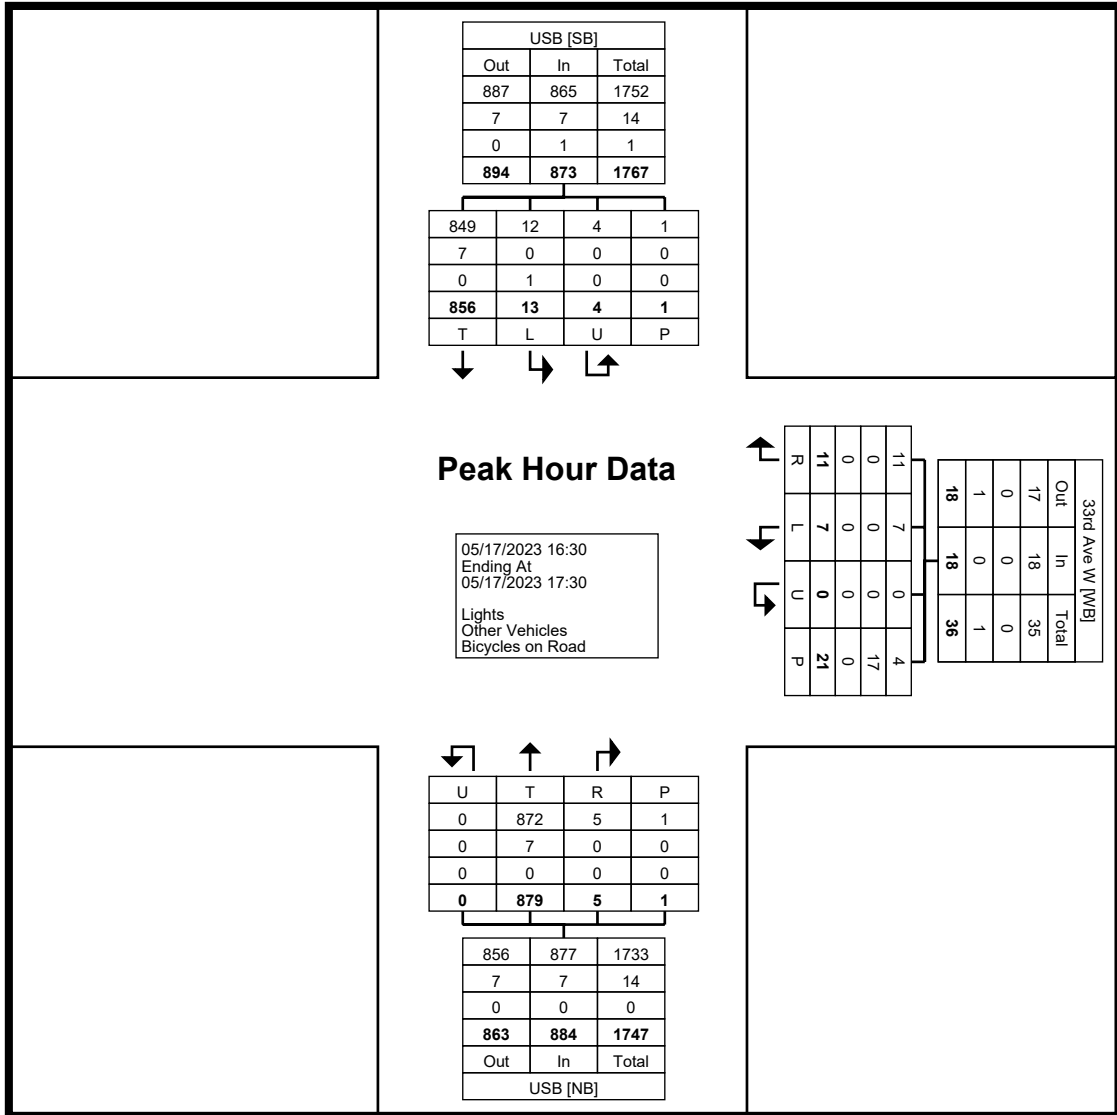 USB [SB]
Out In Total
887 865 1752
7 7 14
0 1 1
894 873 1767
849 12 4 1
7 0 0 0
0 1 0 0
856 13 4 1
T L U P
Peak Hour Data
05/17/2023 16:30
Ending At
05/17/2023 17:30
Lights
Other Vehicles
Bicycles on Road
33rd Ave W [WB]
Out In Total
17 18 35
0 0 0
1 0 1
18 18 36
11 7 0 4
0 0 0 17
0 0 0 0
11 7 0 21
R L U P
U T R P
0 872 5 1
0 7 0 0
0 0 0 0
0 879 5 1
856 877 1733
7 7 14
0 0 0
863 884 1747
Out In Total
USB [NB]